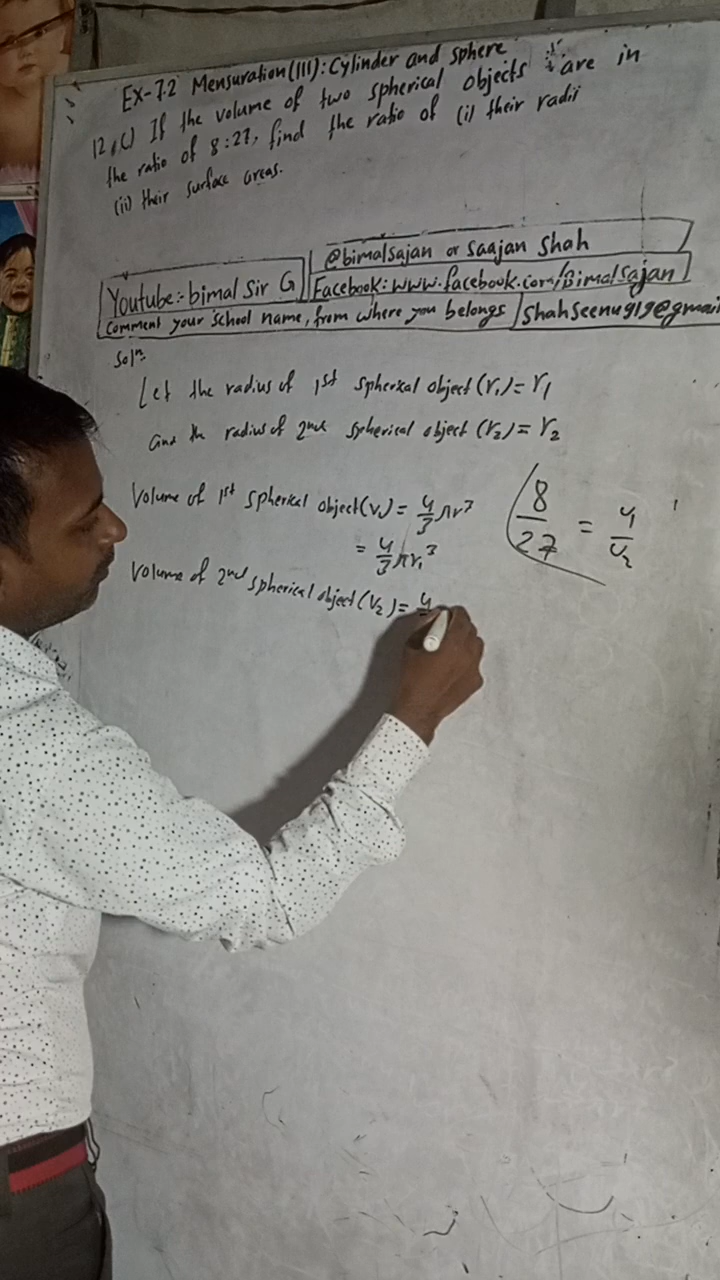 EX-7.2 Mensuration(III): Cylinder and sphere
12.c) If the volume of two spherical objects are in
the ratio of 8:27, find the ratio of (i) their radii
(ii) their surface areas.
@bimalsajan or Saajan Shah
Youtube:- bimal Sir G
Facebook: www.facebook.com/Bimalsajan
Comment your school name, from where you belongs
Shahseenu919@gmai
Solⁿ:
Let the radius of 1st spherical object (r₁) = r₁
and the radius of 2nd spherical object (r₂) = r₂
Volume of 1st spherical object (v₁) = 4/3 πr³
= 4/3 πr₁³
Volume of 2nd spherical object (V₂) = 4
8/27 = v₁/v₂